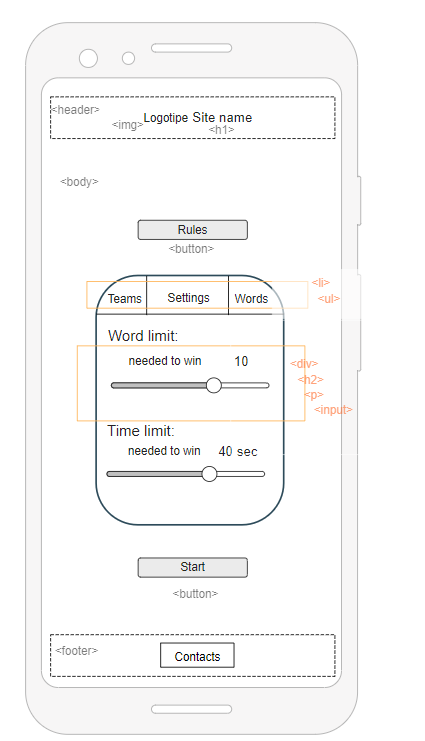 <header>
Logotipe Site name
<img>
<h1>
<body>
Rules
<button>
<li>
<ul>
Teams Settings Words
Word limit:
needed to win 10
<div>
<h2>
<p>
<input>
Time limit:
needed to win 40 sec
Start
<button>
<footer>
Contacts